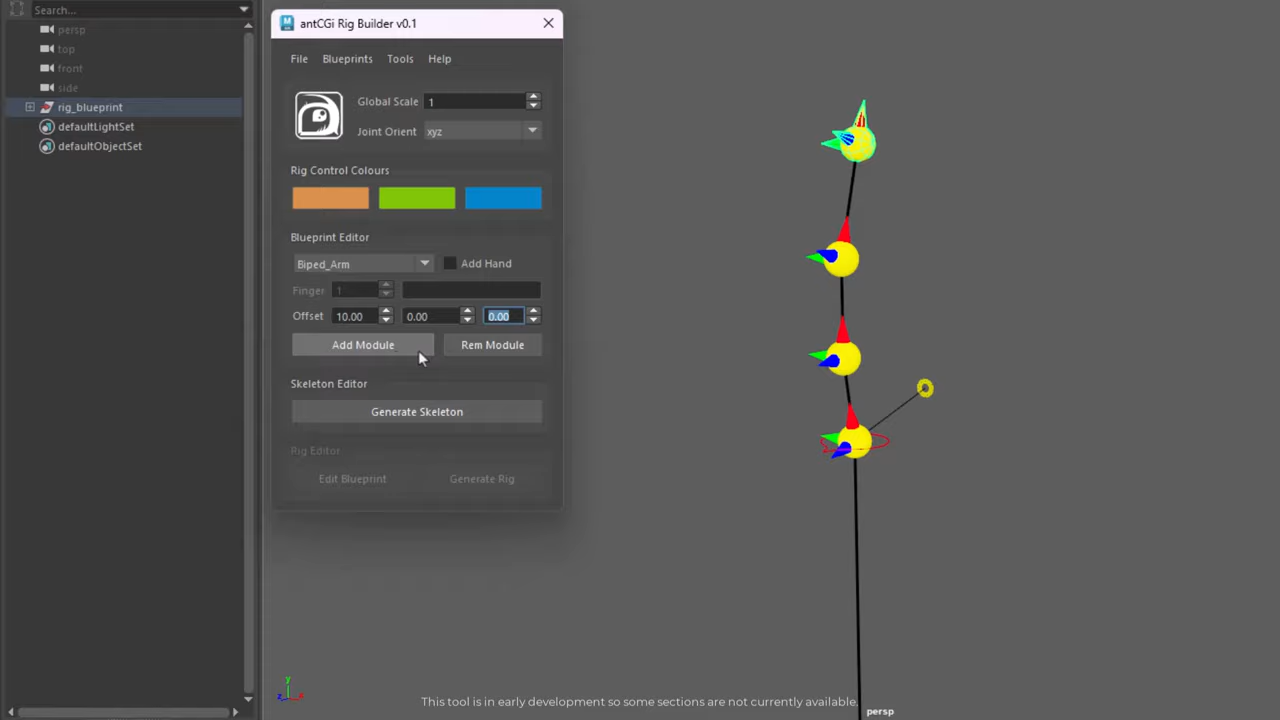 Search...
persp
top
front
side
rig_blueprint
defaultLightSet
defaultObjectSet
antCGi Rig Builder v0.1
File Blueprints Tools Help
Global Scale 1
Joint Orient xyz
Rig Control Colours
Blueprint Editor
Biped_Arm Add Hand
Finger 1
Offset 10.00 0.00 0.00
Add Module Rem Module
Skeleton Editor
Generate Skeleton
Rig Editor
Edit Blueprint Generate Rig
y
z x
This tool is in early development so some sections are not currently available.
persp